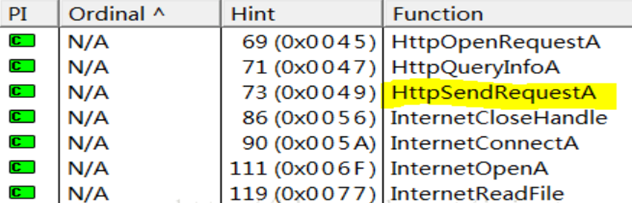 PI Ordinal ^ Hint Function
N/A 69 (0x0045) HttpOpenRequestA
N/A 71 (0x0047) HttpQueryInfoA
N/A 73 (0x0049) HttpSendRequestA
N/A 86 (0x0056) InternetCloseHandle
N/A 90 (0x005A) InternetConnectA
N/A 111 (0x006F) InternetOpenA
N/A 119 (0x0077) InternetReadFile